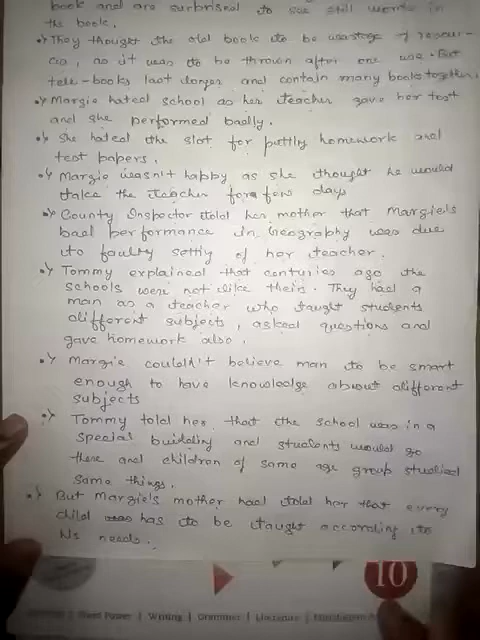 book and are surprised to see still words in
the book.
• They thought the old book to be wastage of resour-
ces, as it was to be thrown after one use. But
tele-books last longer and contain many books together.
• Margie hated school as her teacher gave her test
and she performed badly.
• She hated the slot for putting homework and
test papers.
• Margie wasn't happy as she thought he would
take the teacher for few days
• County Inspector told her mother that Margie's
bad performance in Geography was due
to faulty setting of her teacher.
• Tommy explained that centuries ago the
schools were not like their. They had a
man as a teacher who taught students
different subjects, asked questions and
gave homework also.
• Margie couldn't believe man to be smart
enough to have knowledge about different
subjects
• Tommy told her that the school was in a
special building and students would go
there and children of same age group studied
same things.
• But Margie's mother had told her that every
child has to be taught according to
his needs.
10
Word Power | Writing | Grammar | Literature